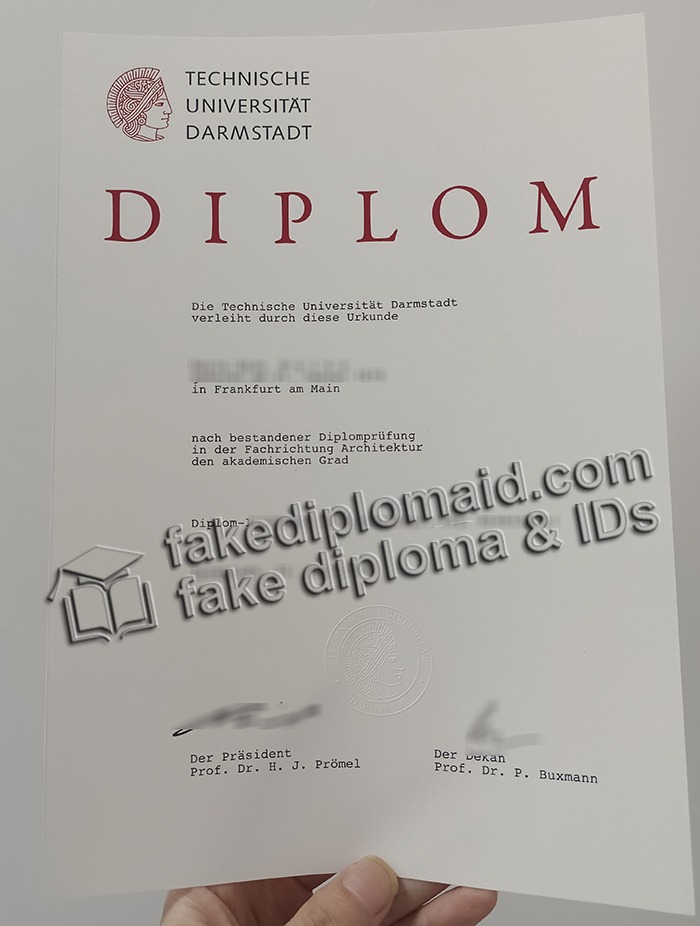 TECHNISCHE
UNIVERSITÄT
DARMSTADT
DIPLOM
Die Technische Universität Darmstadt
verleiht durch diese Urkunde
in Frankfurt am Main
nach bestandener Diplomprüfung
in der Fachrichtung Architektur
den akademischen Grad
Diplom-
fakediplomaid.com
fake diploma & IDs
Der Präsident
Prof. Dr. H. J. Prömel
Der Dekan
Prof. Dr. P. Buxmann